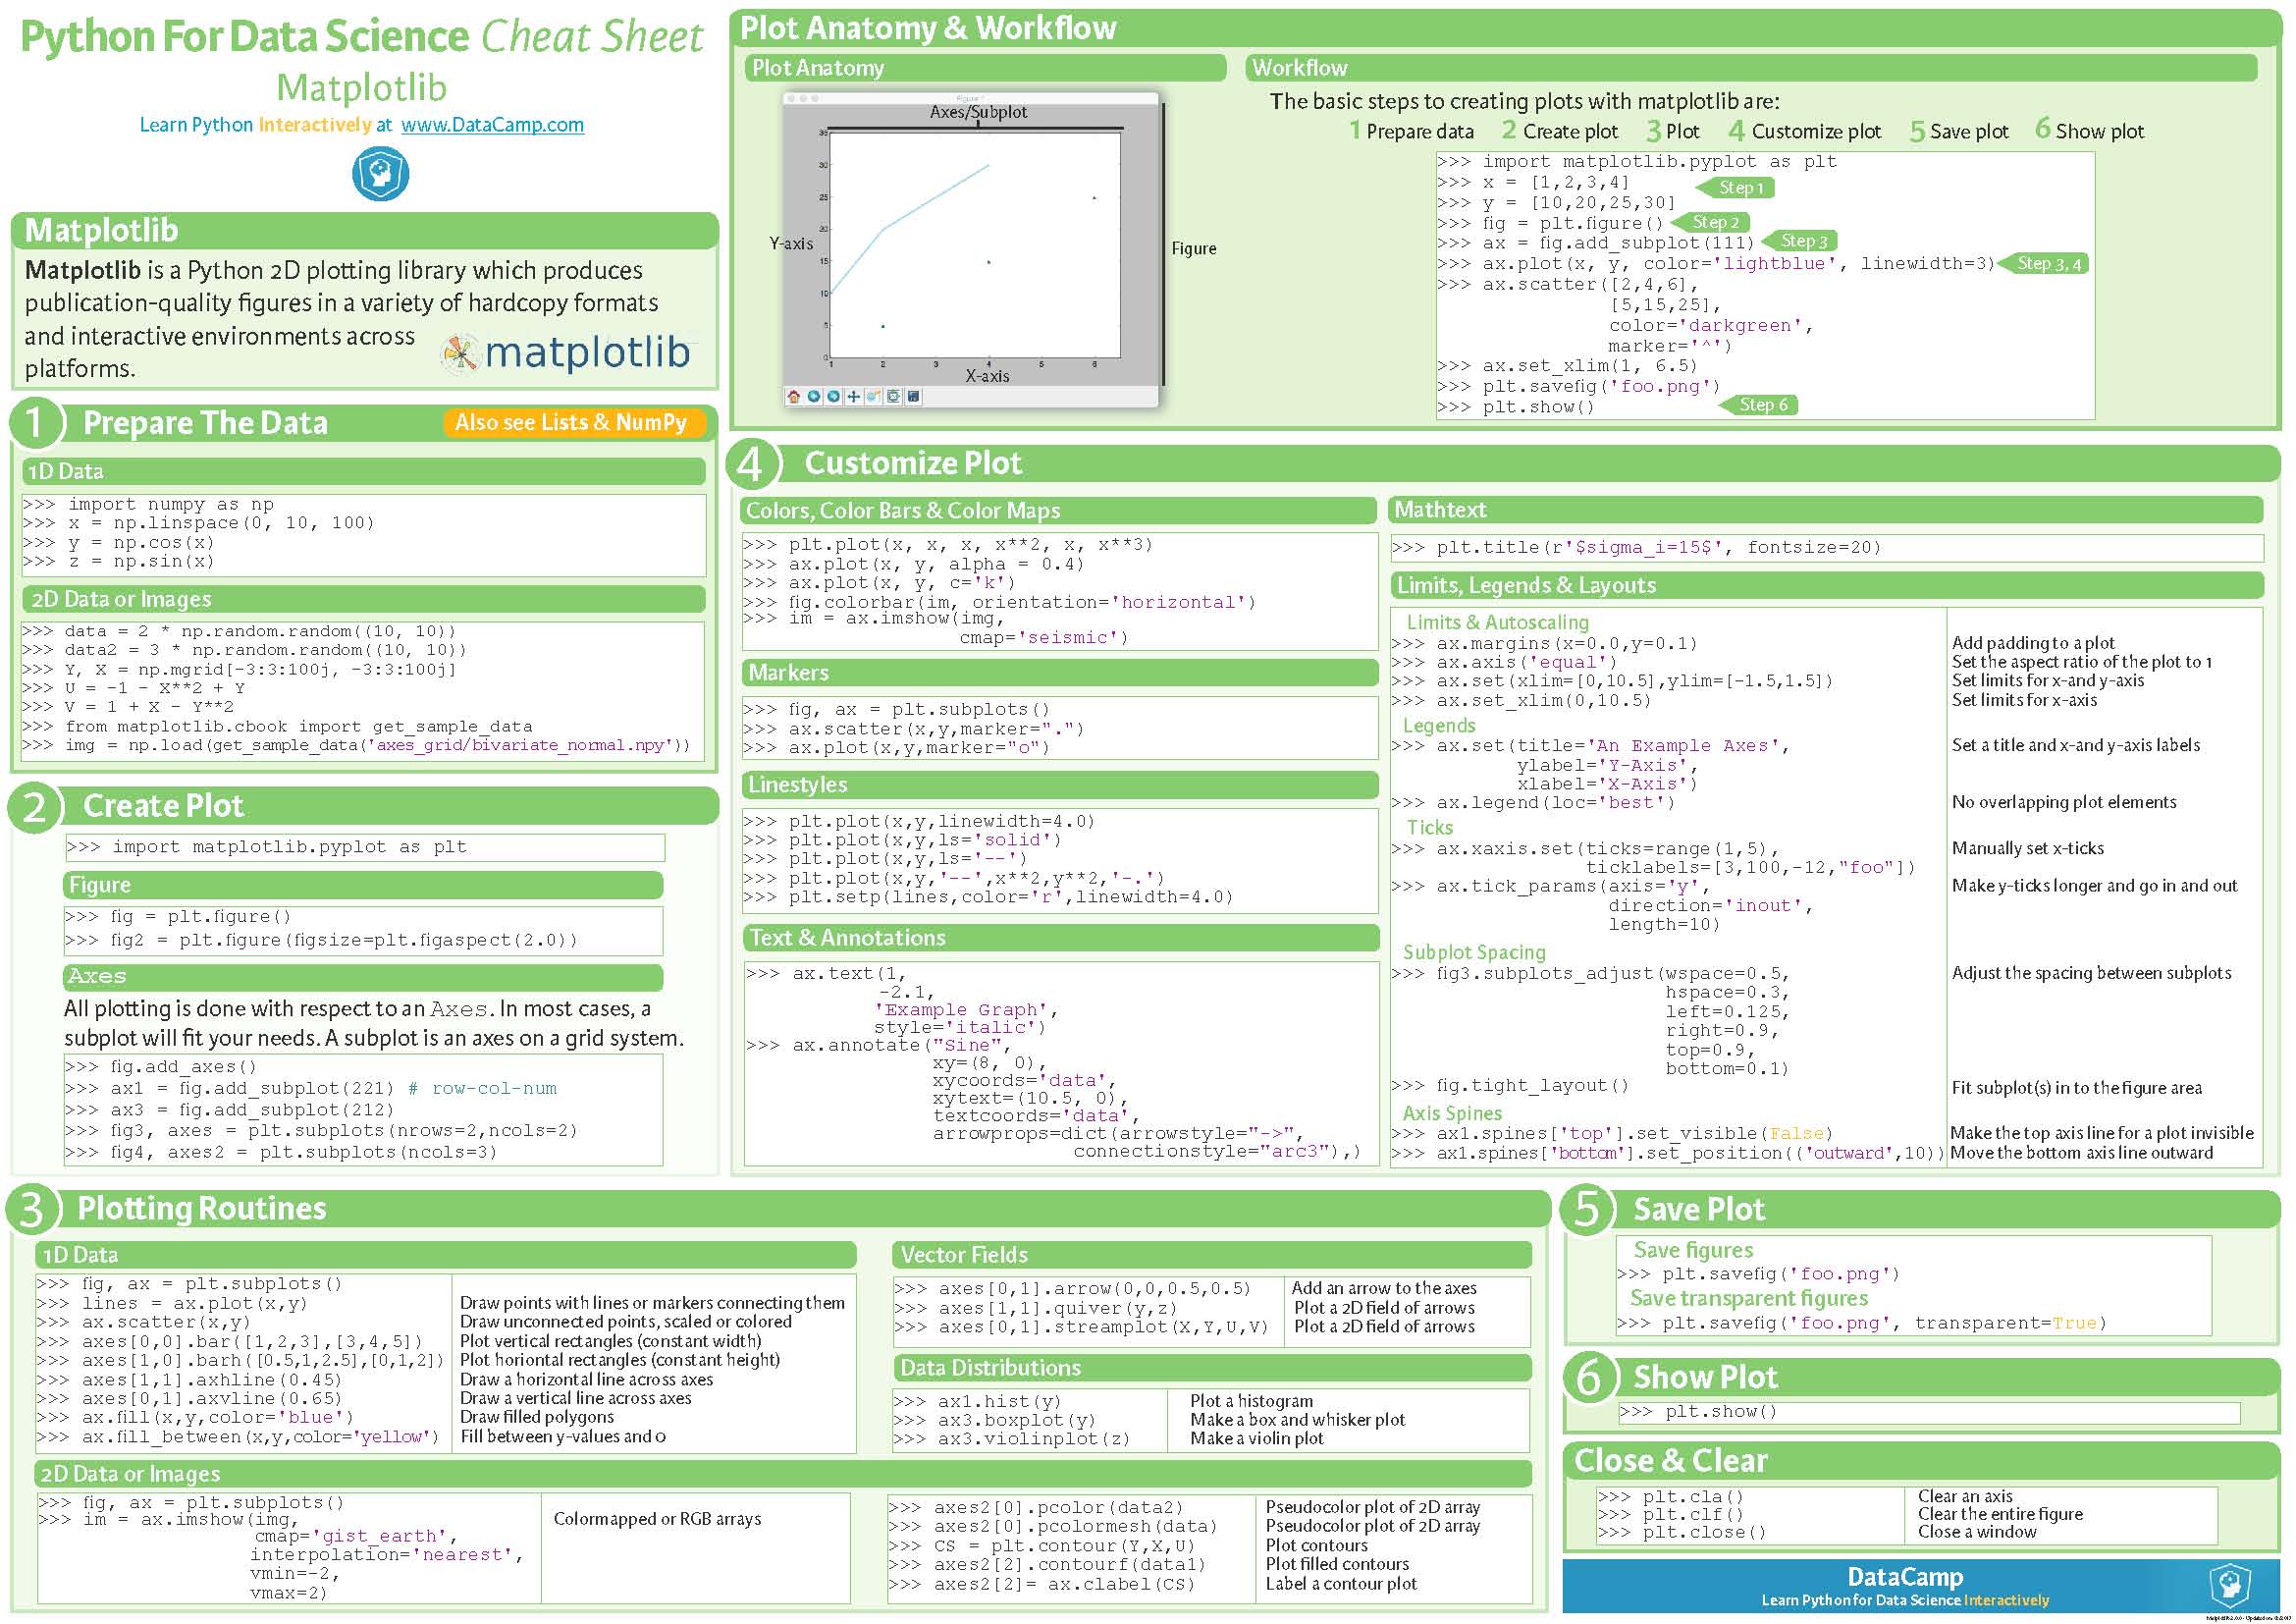 Python For Data Science Cheat Sheet
Matplotlib
Learn Python Interactively at www.DataCamp.com
Matplotlib
Matplotlib is a Python 2D plotting library which produces
publication-quality figures in a variety of hardcopy formats
and interactive environments across
platforms.
matplotlib
1 Prepare The Data
Also see Lists & NumPy
1D Data
>>> import numpy as np
>>> x = np.linspace(0, 10, 100)
>>> y = np.cos(x)
>>> z = np.sin(x)
2D Data or Images
>>> data = 2 * np.random.random((10, 10))
>>> data2 = 3 * np.random.random((10, 10))
>>> Y, X = np.mgrid[-3:3:100j, -3:3:100j]
>>> U = -1 - X**2 + Y
>>> V = 1 + X - Y**2
>>> from matplotlib.cbook import get_sample_data
>>> img = np.load(get_sample_data('axes_grid/bivariate_normal.npy'))
2 Create Plot
>>> import matplotlib.pyplot as plt
Figure
>>> fig = plt.figure()
>>> fig2 = plt.figure(figsize=plt.figaspect(2.0))
Axes
All plotting is done with respect to an Axes. In most cases, a
subplot will fit your needs. A subplot is an axes on a grid system.
>>> fig.add_axes()
>>> ax1 = fig.add_subplot(221) # row-col-num
>>> ax3 = fig.add_subplot(212)
>>> fig3, axes = plt.subplots(nrows=2,ncols=2)
>>> fig4, axes2 = plt.subplots(ncols=3)
Plot Anatomy & Workflow
Plot Anatomy
Figure 1
Axes/Subplot
35
30
25
20
Y-axis
15
10
5
0
1 2 3 4 5 6
X-axis
Figure
Workflow
The basic steps to creating plots with matplotlib are:
1 Prepare data 2 Create plot 3 Plot 4 Customize plot 5 Save plot 6 Show plot
>>> import matplotlib.pyplot as plt
>>> x = [1,2,3,4]
Step 1
>>> y = [10,20,25,30]
>>> fig = plt.figure() Step 2
>>> ax = fig.add_subplot(111) Step 3
>>> ax.plot(x, y, color='lightblue', linewidth=3) Step 3, 4
>>> ax.scatter([2,4,6],
[5,15,25],
color='darkgreen',
marker='^')
>>> ax.set_xlim(1, 6.5)
>>> plt.savefig('foo.png')
>>> plt.show() Step 6
4 Customize Plot
Colors, Color Bars & Color Maps
>>> plt.plot(x, x, x, x**2, x, x**3)
>>> ax.plot(x, y, alpha = 0.4)
>>> ax.plot(x, y, c='k')
>>> fig.colorbar(im, orientation='horizontal')
>>> im = ax.imshow(img,
cmap='seismic')
Markers
>>> fig, ax = plt.subplots()
>>> ax.scatter(x,y,marker=".")
>>> ax.plot(x,y,marker="o")
Linestyles
>>> plt.plot(x,y,linewidth=4.0)
>>> plt.plot(x,y,ls='solid')
>>> plt.plot(x,y,ls='--')
>>> plt.plot(x,y,'--',x**2,y**2,'-.')
>>> plt.setp(lines,color='r',linewidth=4.0)
Text & Annotations
>>> ax.text(1,
-2.1,
'Example Graph',
style='italic')
>>> ax.annotate("Sine",
xy=(8, 0),
xycoords='data',
xytext=(10.5, 0),
textcoords='data',
arrowprops=dict(arrowstyle="->",
connectionstyle="arc3"),)
Mathtext
>>> plt.title(r'$sigma_i=15$', fontsize=20)
Limits, Legends & Layouts
Limits & Autoscaling
>>> ax.margins(x=0.0,y=0.1) Add padding to a plot
>>> ax.axis('equal') Set the aspect ratio of the plot to 1
>>> ax.set(xlim=[0,10.5],ylim=[-1.5,1.5]) Set limits for x-and y-axis
>>> ax.set_xlim(0,10.5) Set limits for x-axis
Legends
>>> ax.set(title='An Example Axes', Set a title and x-and y-axis labels
ylabel='Y-Axis',
xlabel='X-Axis')
>>> ax.legend(loc='best') No overlapping plot elements
Ticks
>>> ax.xaxis.set(ticks=range(1,5), Manually set x-ticks
ticklabels=[3,100,-12,"foo"])
>>> ax.tick_params(axis='y', Make y-ticks longer and go in and out
direction='inout',
length=10)
Subplot Spacing
>>> fig3.subplots_adjust(wspace=0.5, Adjust the spacing between subplots
hspace=0.3,
left=0.125,
right=0.9,
top=0.9,
bottom=0.1)
>>> fig.tight_layout() Fit subplot(s) in to the figure area
Axis Spines
>>> ax1.spines['top'].set_visible(False) Make the top axis line for a plot invisible
>>> ax1.spines['bottom'].set_position(('outward',10)) Move the bottom axis line outward
3 Plotting Routines
1D Data
>>> fig, ax = plt.subplots()
>>> lines = ax.plot(x,y) Draw points with lines or markers connecting them
>>> ax.scatter(x,y) Draw unconnected points, scaled or colored
>>> axes[0,0].bar([1,2,3],[3,4,5]) Plot vertical rectangles (constant width)
>>> axes[1,0].barh([0.5,1,2.5],[0,1,2]) Plot horiontal rectangles (constant height)
>>> axes[1,1].axhline(0.45) Draw a horizontal line across axes
>>> axes[0,1].axvline(0.65) Draw a vertical line across axes
>>> ax.fill(x,y,color='blue') Draw filled polygons
>>> ax.fill_between(x,y,color='yellow') Fill between y-values and 0
Vector Fields
>>> axes[0,1].arrow(0,0,0.5,0.5) Add an arrow to the axes
>>> axes[1,1].quiver(y,z) Plot a 2D field of arrows
>>> axes[0,1].streamplot(X,Y,U,V) Plot a 2D field of arrows
Data Distributions
>>> ax1.hist(y) Plot a histogram
>>> ax3.boxplot(y) Make a box and whisker plot
>>> ax3.violinplot(z) Make a violin plot
2D Data or Images
>>> fig, ax = plt.subplots()
>>> im = ax.imshow(img, Colormapped or RGB arrays
cmap='gist_earth',
interpolation='nearest',
vmin=-2,
vmax=2)
>>> axes2[0].pcolor(data2) Pseudocolor plot of 2D array
>>> axes2[0].pcolormesh(data) Pseudocolor plot of 2D array
>>> CS = plt.contour(Y,X,U) Plot contours
>>> axes2[2].contourf(data1) Plot filled contours
>>> axes2[2]= ax.clabel(CS) Label a contour plot
5 Save Plot
Save figures
>>> plt.savefig('foo.png')
Save transparent figures
>>> plt.savefig('foo.png', transparent=True)
6 Show Plot
>>> plt.show()
Close & Clear
>>> plt.cla() Clear an axis
>>> plt.clf() Clear the entire figure
>>> plt.close() Close a window
DataCamp
Learn Python for Data Science Interactively